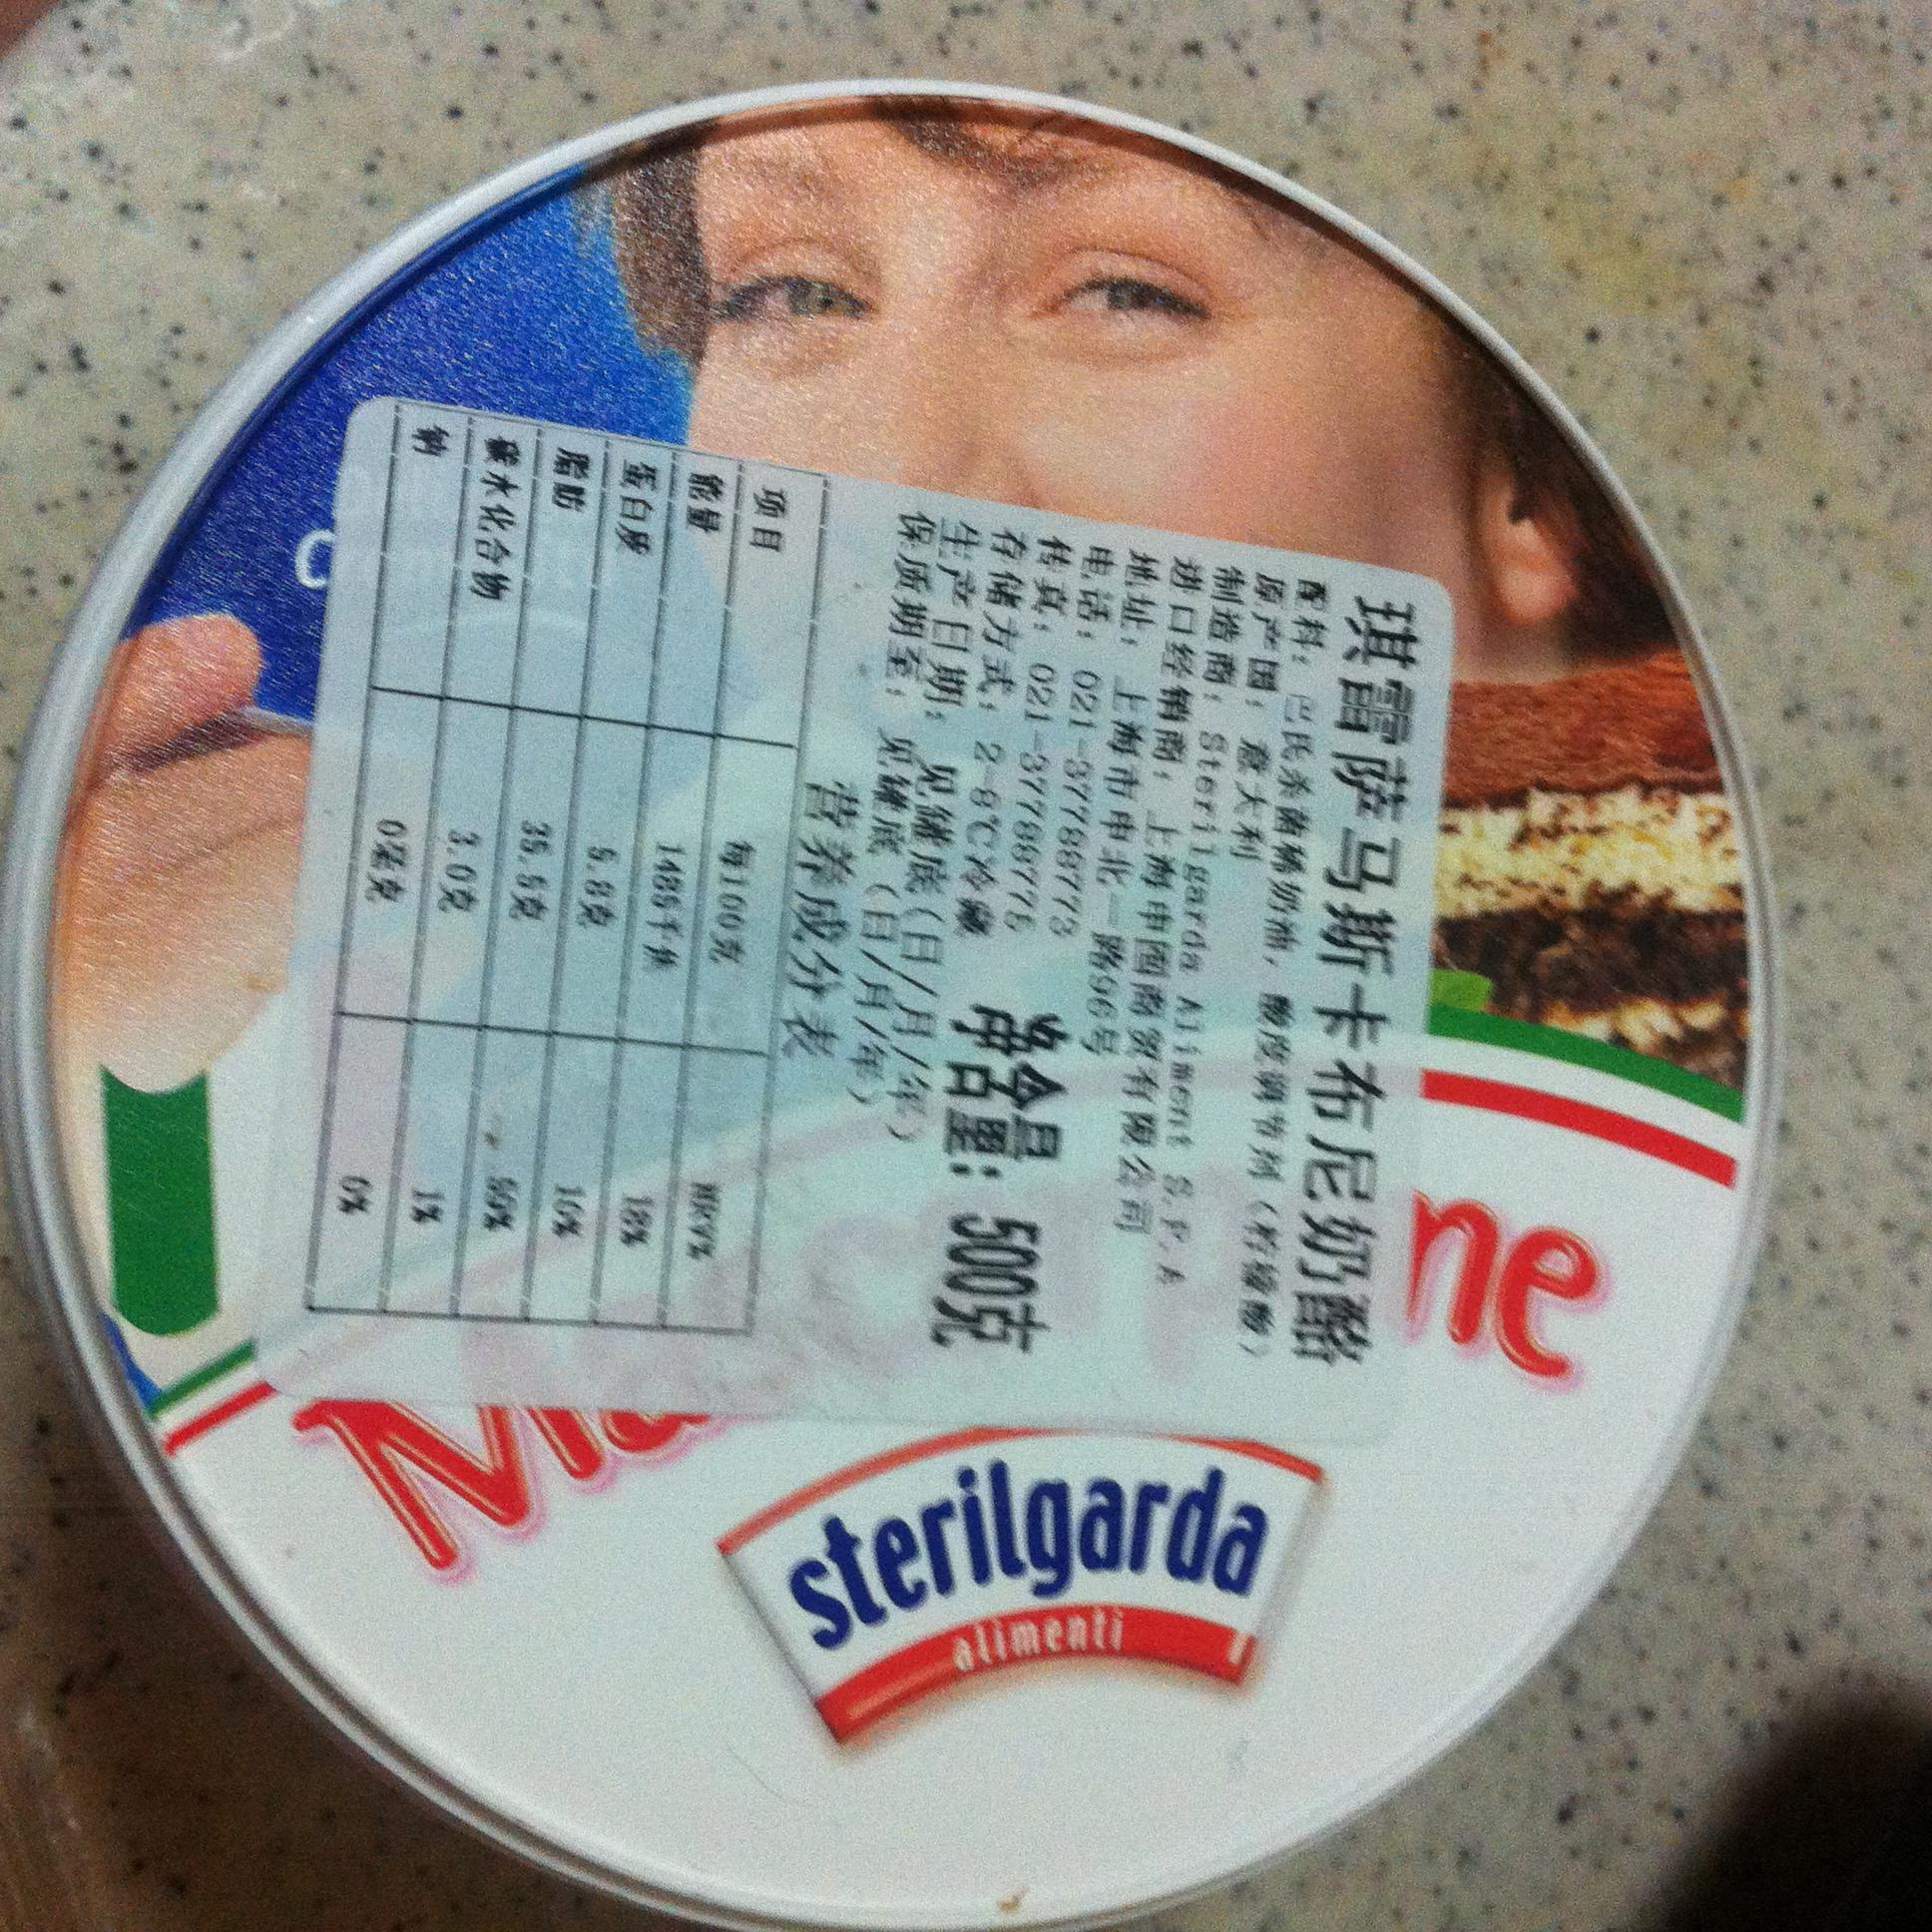 琪雷萨马斯卡布尼奶酪
配料：巴氏杀菌稀奶油，酸度调节剂（柠檬酸）
原产国：意大利
制造商：Sterilgarda Aliment S.P.A
进口经销商：上海中囿商贸有限公司
地址：上海市申北一路96号
电话：021-37788773
传真：021-37788775
存储方式：2-8℃冷藏
净含量：500克
生产日期：见罐底（日/月/年）
保质期至：见罐底（日/月/年）
营养成分表
项目 每100克 NRV%
能量 1485千焦 18%
蛋白质 5.8克 10%
脂肪 35.5克 59%
碳水化合物 3.0克 1%
钠 0毫克 0%
Ma ne
sterilgarda
alimenti